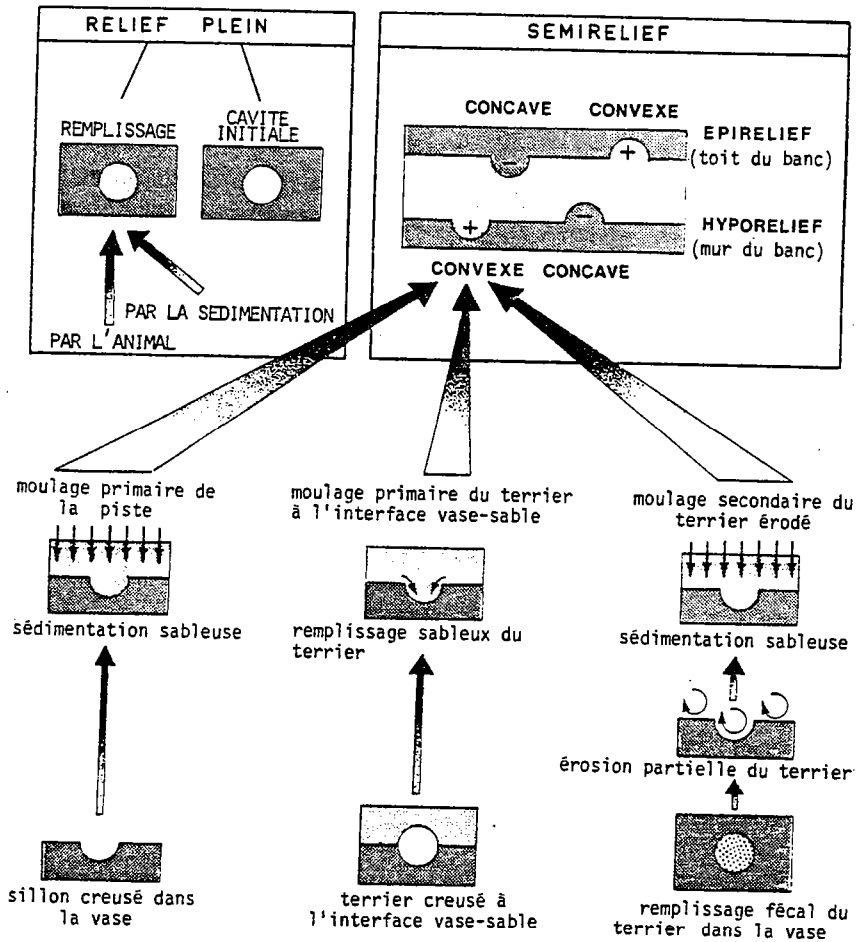 RELIEF PLEIN
REMPLISSAGE
CAVITE
INITIALE
PAR LA SEDIMENTATION
PAR L'ANIMAL
SEMIRELIEF
CONCAVE CONVEXE
EPIRELIEF
(toit du banc)
- +
+ -
HYPORELIEF
(mur du banc)
CONVEXE CONCAVE
moulage primaire de
la piste
sédimentation sableuse
sillon creusé dans
la vase
moulage primaire du terrier
à l'interface vase-sable
remplissage sableux du
terrier
terrier creusé à
l'interface vase-sable
moulage secondaire du
terrier érodé
sédimentation sableuse
érosion partielle du terrier
remplissage fécal du
terrier dans la vase